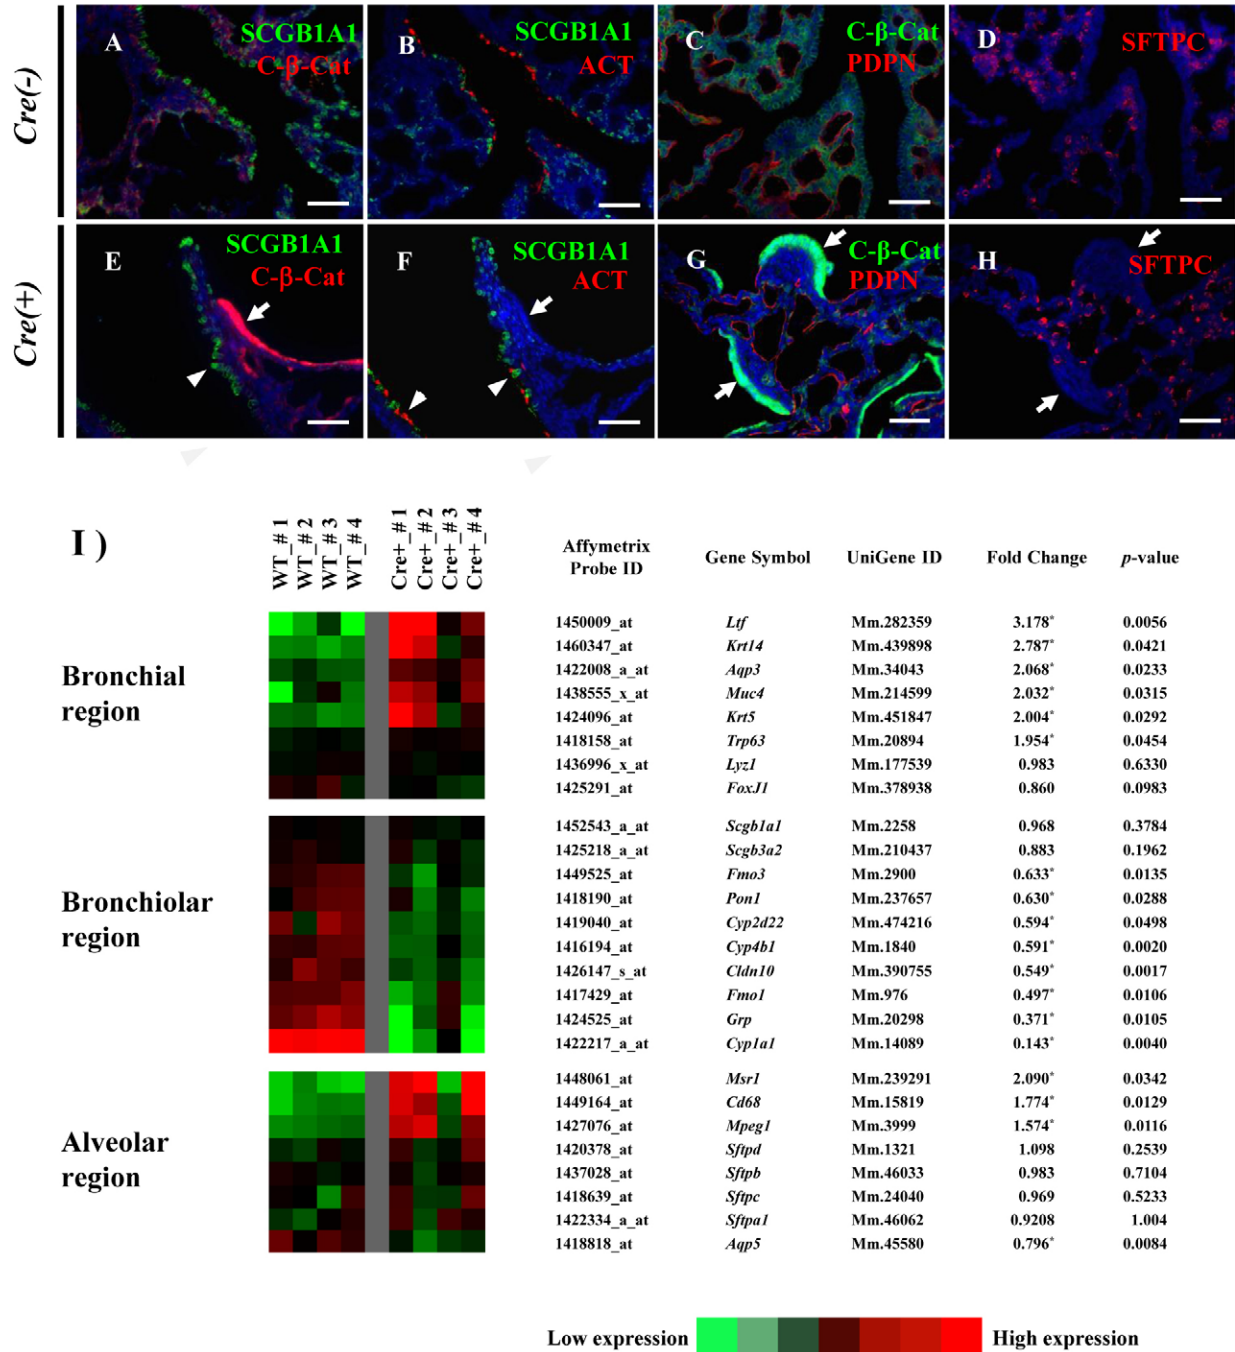 Cre(-)
A SCGB1A1
C-β-Cat
B SCGB1A1
ACT
C C-β-Cat
PDPN
D SFTPC
Cre(+)
E SCGB1A1
C-β-Cat
F SCGB1A1
ACT
G C-β-Cat
PDPN
H SFTPC
I )
WT_# 1
WT_# 2
WT_# 3
WT_# 4
Cre+_# 1
Cre+_# 2
Cre+_# 3
Cre+_# 4
Affymetrix Probe ID Gene Symbol UniGene ID Fold Change p-value
Bronchial region
1450009_at Ltf Mm.282359 3.178* 0.0056
1460347_at Krt14 Mm.439898 2.787* 0.0421
1422008_a_at Aqp3 Mm.34043 2.068* 0.0233
1438555_x_at Muc4 Mm.214599 2.032* 0.0315
1424096_at Krt5 Mm.451847 2.004* 0.0292
1418158_at Trp63 Mm.20894 1.954* 0.0454
1436996_x_at Lyz1 Mm.177539 0.983 0.6330
1425291_at FoxJ1 Mm.378938 0.860 0.0983
Bronchiolar region
1452543_a_at Scgb1a1 Mm.2258 0.968 0.3784
1425218_a_at Scgb3a2 Mm.210437 0.883 0.1962
1449525_at Fmo3 Mm.2900 0.633* 0.0135
1418190_at Pon1 Mm.237657 0.630* 0.0288
1419040_at Cyp2d22 Mm.474216 0.594* 0.0498
1416194_at Cyp4b1 Mm.1840 0.591* 0.0020
1426147_s_at Cldn10 Mm.390755 0.549* 0.0017
1417429_at Fmo1 Mm.976 0.497* 0.0106
1424525_at Grp Mm.20298 0.371* 0.0105
1422217_a_at Cyp1a1 Mm.14089 0.143* 0.0040
Alveolar region
1448061_at Msr1 Mm.239291 2.090* 0.0342
1449164_at Cd68 Mm.15819 1.774* 0.0129
1427076_at Mpeg1 Mm.3999 1.574* 0.0116
1420378_at Sftpd Mm.1321 1.098 0.2539
1437028_at Sftpb Mm.46033 0.983 0.7104
1418639_at Sftpc Mm.24040 0.969 0.5233
1422334_a_at Sftpa1 Mm.46062 0.9208 1.004
1418818_at Aqp5 Mm.45580 0.796* 0.0084
Low expression High expression